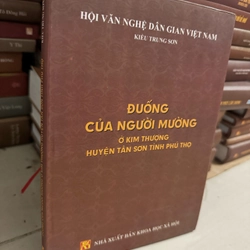 HỘI VĂN NGHỆ DÂN GIAN VIỆT NAM
KIỀU TRUNG SƠN
ĐUỐNG
CỦA NGƯỜI MƯỜNG
Ở KIM THƯỢNG
HUYỆN TÂN SƠN TỈNH PHÚ THỌ
NHÀ XUẤT BẢN KHOA HỌC XÃ HỘI